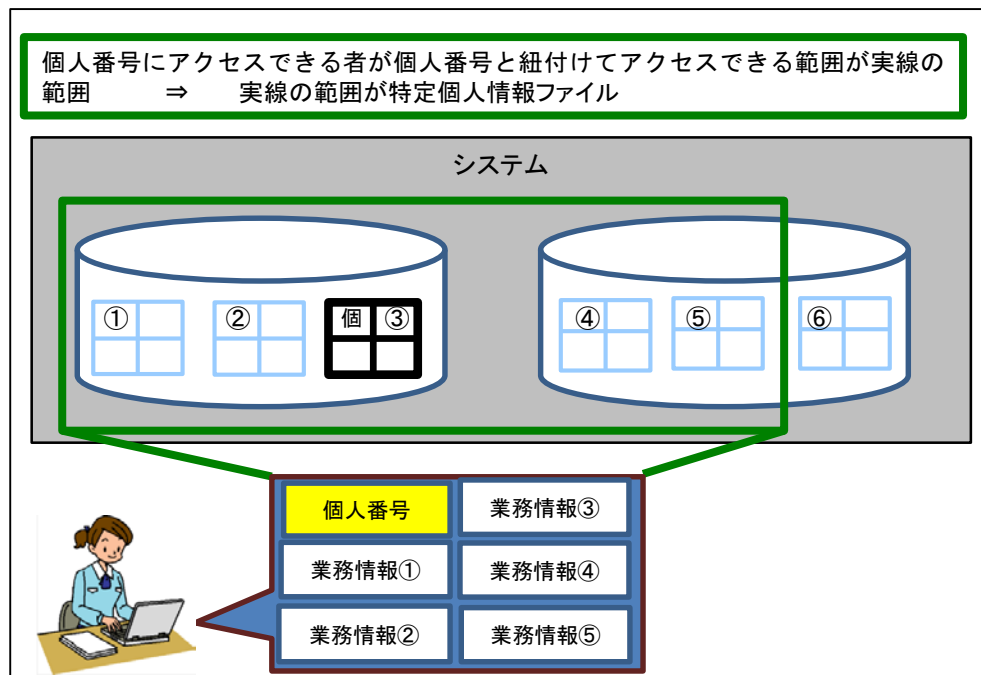 個人番号にアクセスできる者が個人番号と紐付けてアクセスできる範囲が実線の
範囲　　　⇒　　実線の範囲が特定個人情報ファイル
システム
① ② 個 ③ ④ ⑤ ⑥
個人番号 業務情報③
業務情報① 業務情報④
業務情報② 業務情報⑤